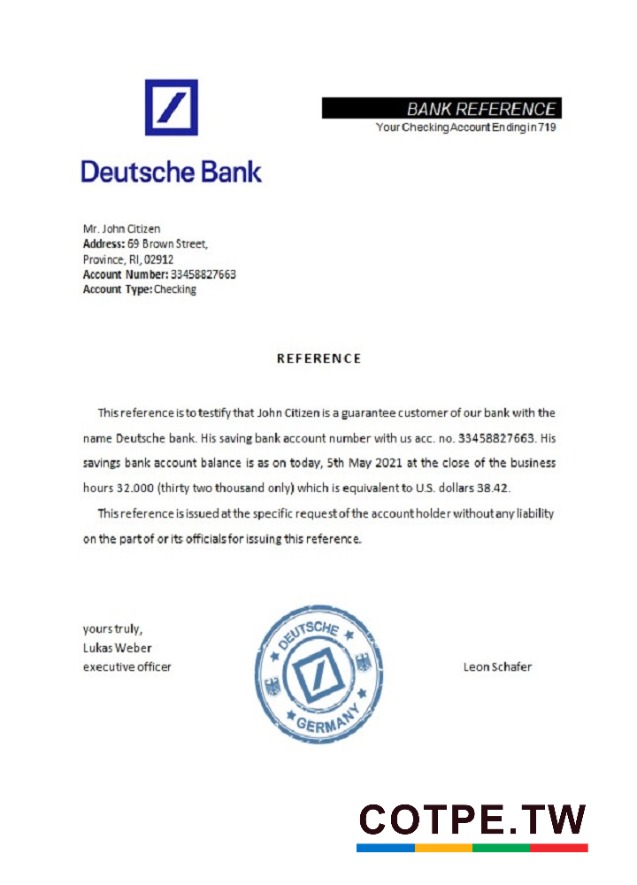 BANK REFERENCE
Your Checking Account Ending in 719
Deutsche Bank
Mr. John Citizen
Address: 69 Brown Street,
Province, RI, 02912
Account Number: 33458827663
Account Type: Checking
REFERENCE
This reference is to testify that John Citizen is a guarantee customer of our bank with the
name Deutsche bank. His saving bank account number with us acc. no. 33458827663. His
savings bank account balance is as on today, 5th May 2021 at the close of the business
hours 32.000 (thirty two thousand only) which is equivalent to U.S. dollars 38.42.
This reference is issued at the specific request of the account holder without any liability
on the part of or its officials for issuing this reference.
yours truly,
Lukas Weber
executive officer
DEUTSCHE
GERMANY
Leon Schafer
COTPE.TW